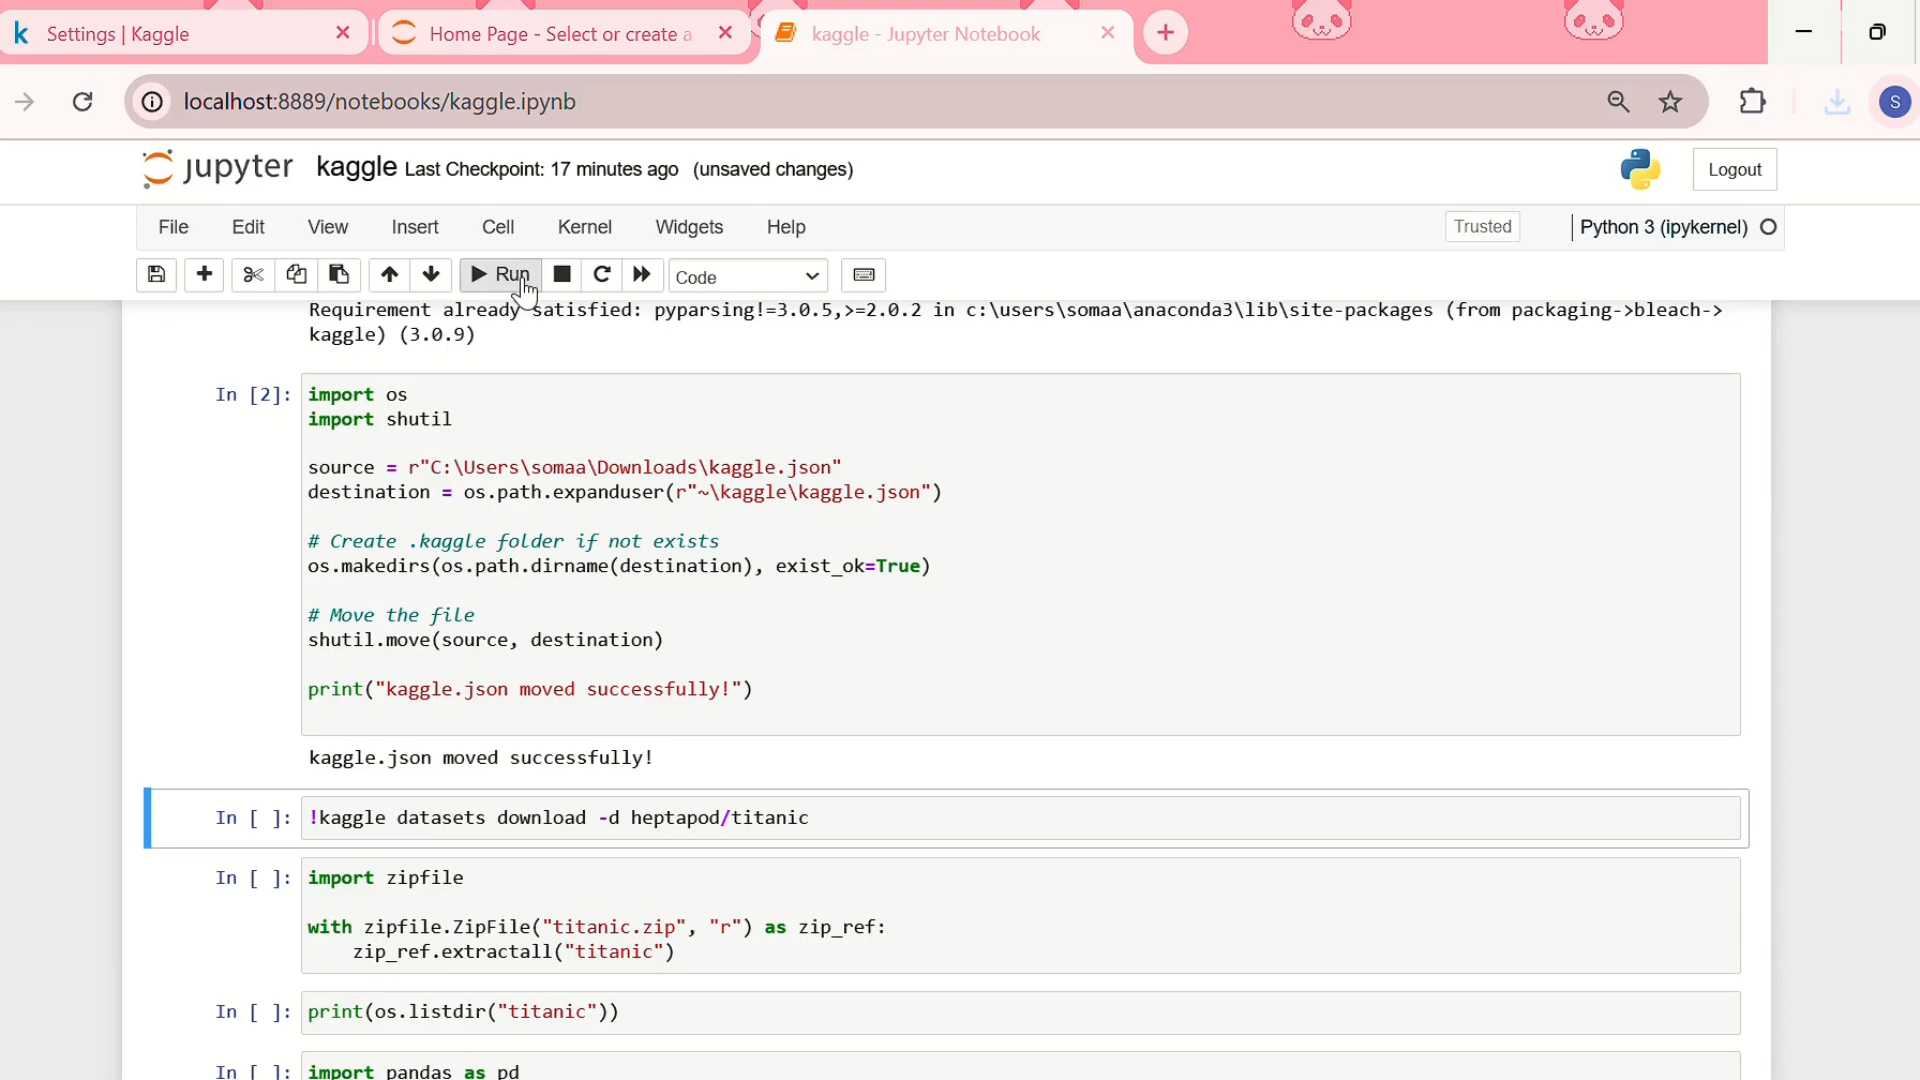 Settings | Kaggle
Home Page - Select or create a
kaggle - Jupyter Notebook
localhost:8889/notebooks/kaggle.ipynb
S
jupyter kaggle Last Checkpoint: 17 minutes ago (unsaved changes)
Logout
File Edit View Insert Cell Kernel Widgets Help
Trusted
Python 3 (ipykernel)
Run
Code
Requirement already satisfied: pyparsing!=3.0.5,>=2.0.2 in c:\users\somaa\anaconda3\lib\site-packages (from packaging->bleach->
kaggle) (3.0.9)
In [2]: import os
import shutil
source = r"C:\Users\somaa\Downloads\kaggle.json"
destination = os.path.expanduser(r"~\kaggle\kaggle.json")
# Create .kaggle folder if not exists
os.makedirs(os.path.dirname(destination), exist_ok=True)
# Move the file
shutil.move(source, destination)
print("kaggle.json moved successfully!")
kaggle.json moved successfully!
In [ ]: !kaggle datasets download -d heptapod/titanic
In [ ]: import zipfile
with zipfile.ZipFile("titanic.zip", "r") as zip_ref:
    zip_ref.extractall("titanic")
In [ ]: print(os.listdir("titanic"))
In [ ]: import pandas as pd